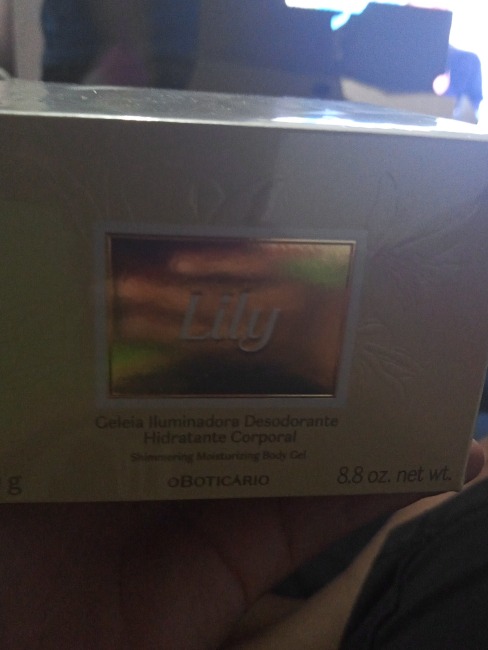 Lily
Geleia Iluminadora Desodorante
Hidratante Corporal
Shimmering Moisturizing Body Gel
g
oBOTICÁRIO
8.8 oz. net wt.